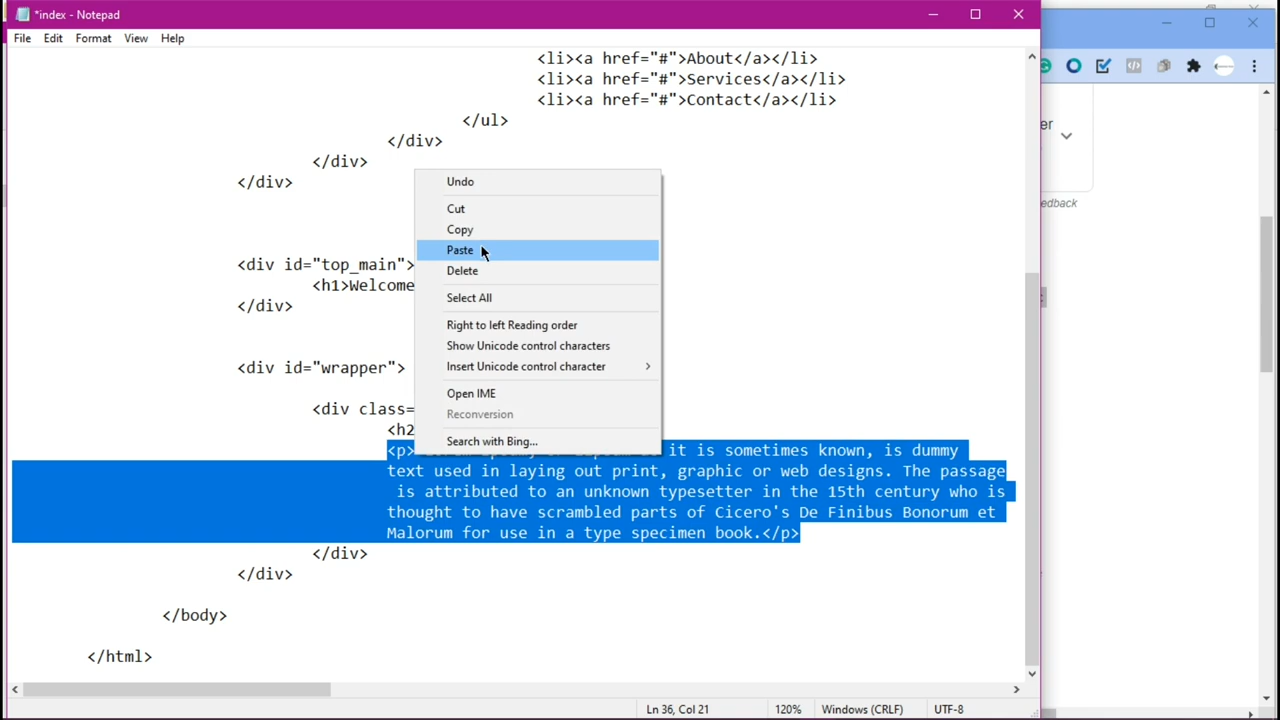 *index - Notepad
File Edit Format View Help
<li><a href="#">About</a></li>
<li><a href="#">Services</a></li>
<li><a href="#">Contact</a></li>
</ul>
</div>
</div>
</div>
<div id="top_main">
<h1>Welcome
</div>
<div id="wrapper">
<div class=
<h2
<p> it is sometimes known, is dummy
text used in laying out print, graphic or web designs. The passage
is attributed to an unknown typesetter in the 15th century who is
thought to have scrambled parts of Cicero's De Finibus Bonorum et
Malorum for use in a type specimen book.</p>
</div>
</div>
</body>
</html>
Undo
Cut
Copy
Paste
Delete
Select All
Right to left Reading order
Show Unicode control characters
Insert Unicode control character
Open IME
Reconversion
Search with Bing...
er
edback
Ln 36, Col 21 120% Windows (CRLF) UTF-8